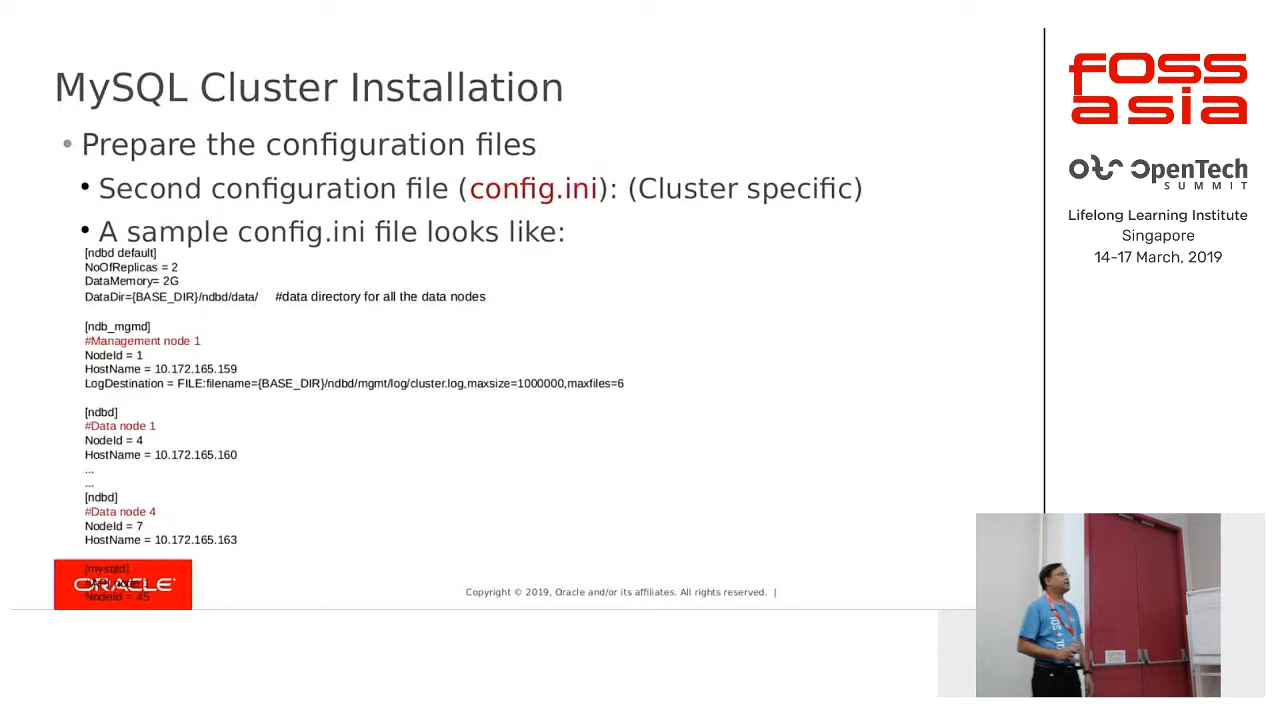 MySQL Cluster Installation
• Prepare the configuration files
• Second configuration file (config.ini): (Cluster specific)
• A sample config.ini file looks like:
[ndbd default]
NoOfReplicas = 2
DataMemory= 2G
DataDir={BASE_DIR}/ndbd/data/ #data directory for all the data nodes
[ndb_mgmd]
#Management node 1
NodeId = 1
HostName = 10.172.165.159
LogDestination = FILE:filename={BASE_DIR}/ndbd/mgmt/log/cluster.log,maxsize=1000000,maxfiles=6
[ndbd]
#Data node 1
NodeId = 4
HostName = 10.172.165.160
...
...
[ndbd]
#Data node 4
NodeId = 7
HostName = 10.172.165.163
[mysqld]
NodeId = 45
ORACLE
Copyright © 2019, Oracle and/or its affiliates. All rights reserved. |
foss
asia
OpenTech
SUMMIT
Lifelong Learning Institute
Singapore
14-17 March, 2019